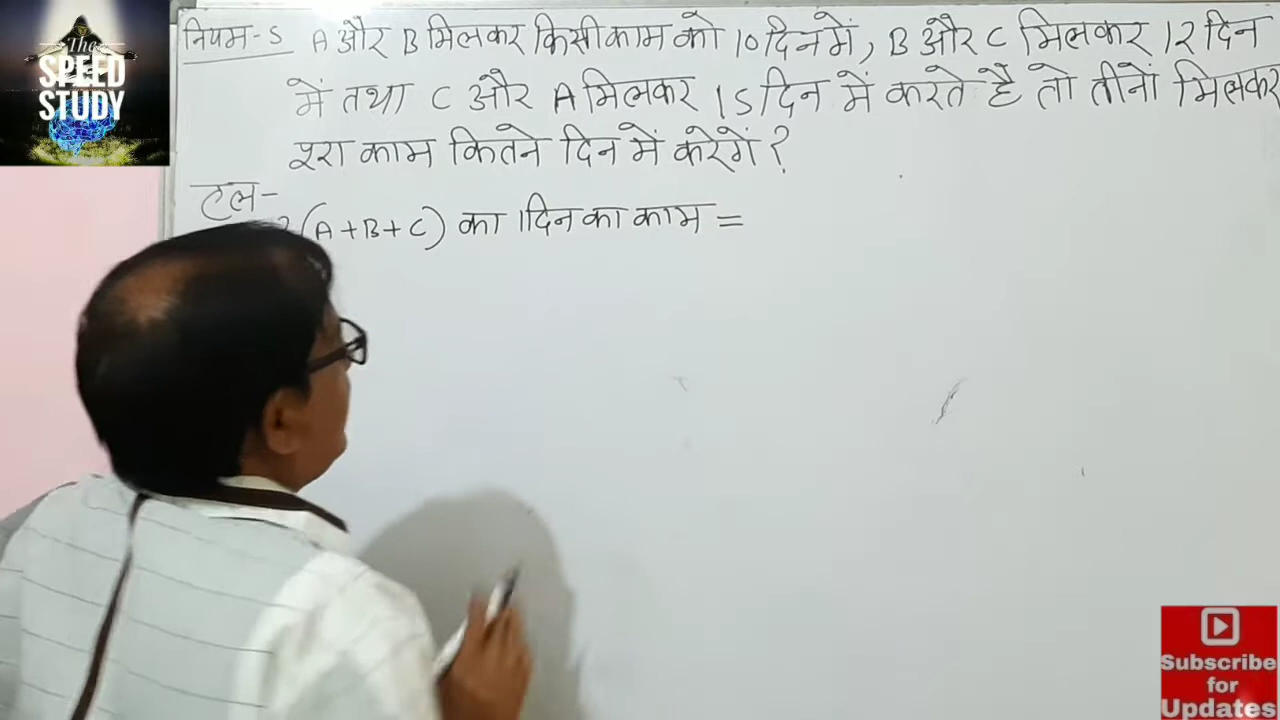 The
SPEED
STUDY
नियम-5 A और B मिलकर किसी काम को 10 दिन में, B और C मिलकर 12 दिन
में तथा C और A मिलकर 15 दिन में करते हैं तो तीनों मिलकर
पूरा काम कितने दिन में करेगें?
हल-
2(A+B+C) का 1 दिन का काम =
Subscribe
for
Updates